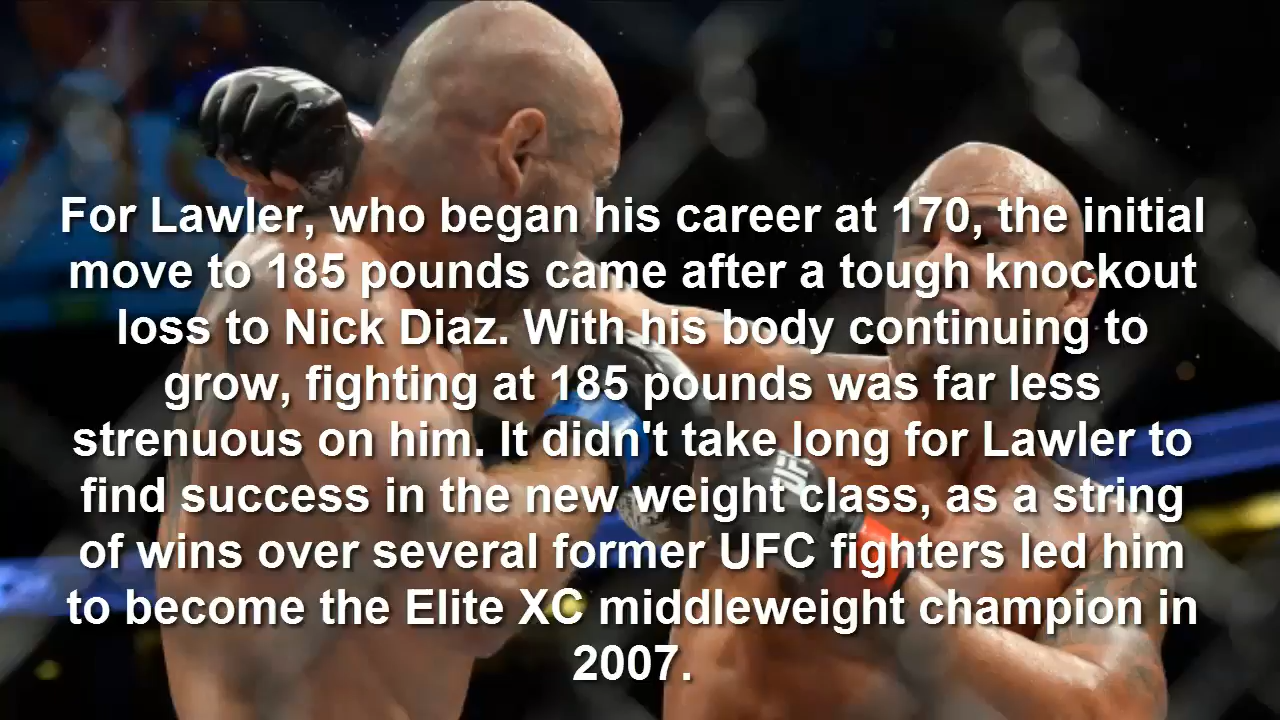 For Lawler, who began his career at 170, the initial
move to 185 pounds came after a tough knockout
loss to Nick Diaz. With his body continuing to
grow, fighting at 185 pounds was far less
strenuous on him. It didn't take long for Lawler to
find success in the new weight class, as a string
of wins over several former UFC fighters led him
to become the Elite XC middleweight champion in
2007.